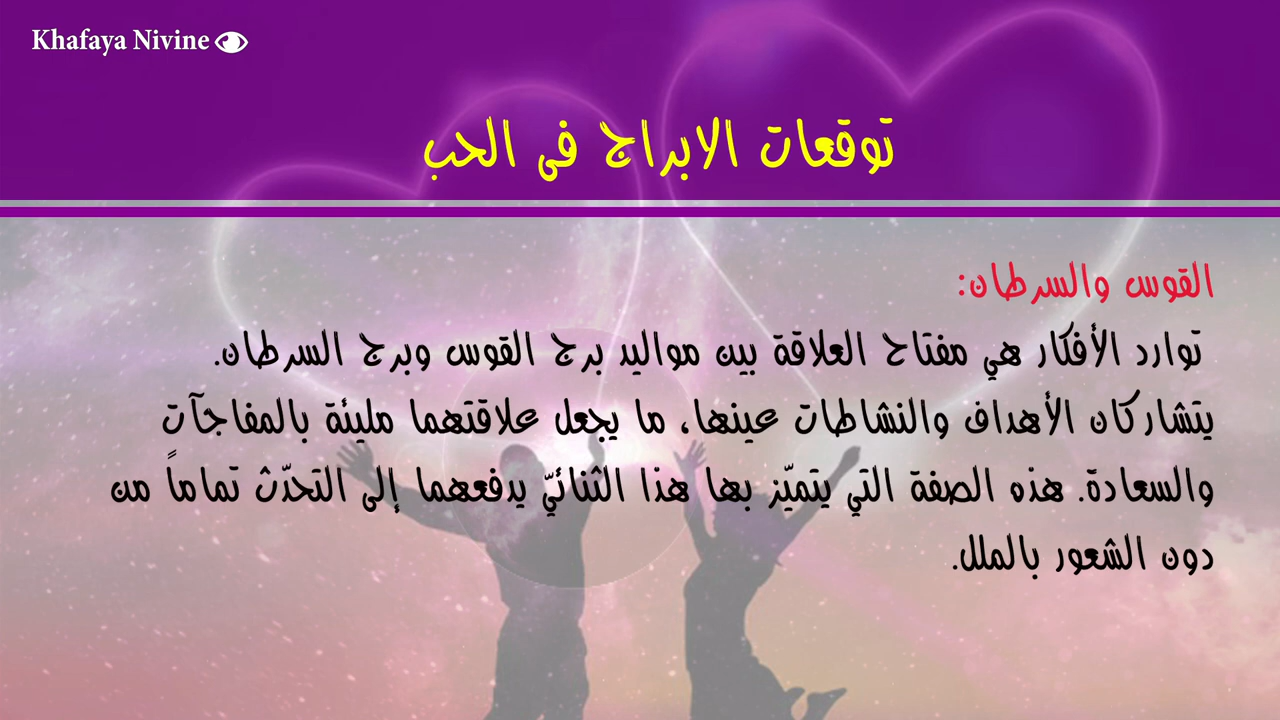 Khafaya Nivine
توقعات الابراج فى الحب
القوس والسرطان:
توارد الأفكار هي مفتاح العلاقة بين مواليد برج القوس وبرج السرطان.
يتشاركان الأهداف والنشاطات عينها، ما يجعل علاقتهما مليئة بالمفاجآت
والسعادة. هذه الصفة التي يتميّز بها هذا الثنائيّ يدفعهما إلى التحدّث تماماً من
دون الشعور بالملل.